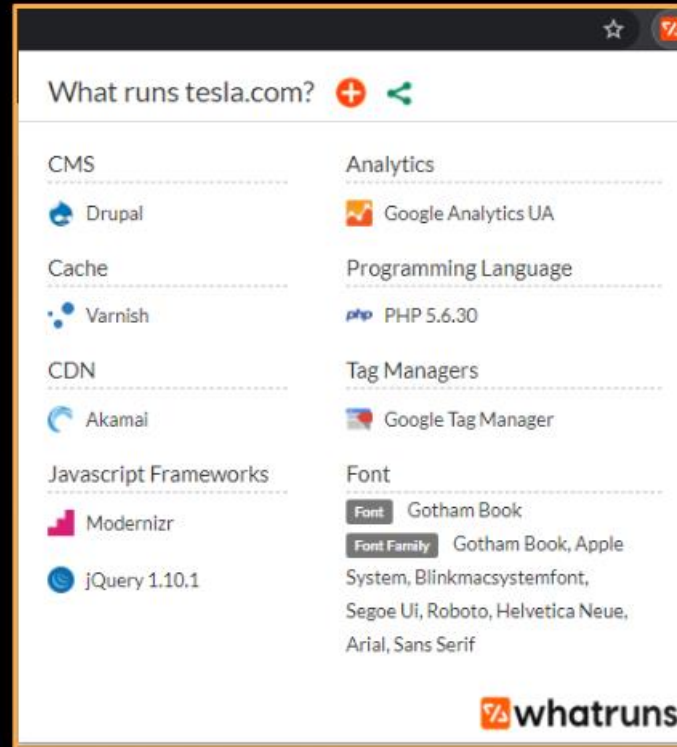 What runs tesla.com?
CMS
Drupal
Cache
Varnish
CDN
Akamai
Javascript Frameworks
Modernizr
jQuery 1.10.1
Analytics
Google Analytics UA
Programming Language
php PHP 5.6.30
Tag Managers
Google Tag Manager
Font
Font Gotham Book
Font Family Gotham Book, Apple
System, Blinkmacsystemfont,
Segoe Ui, Roboto, Helvetica Neue,
Arial, Sans Serif
whatruns